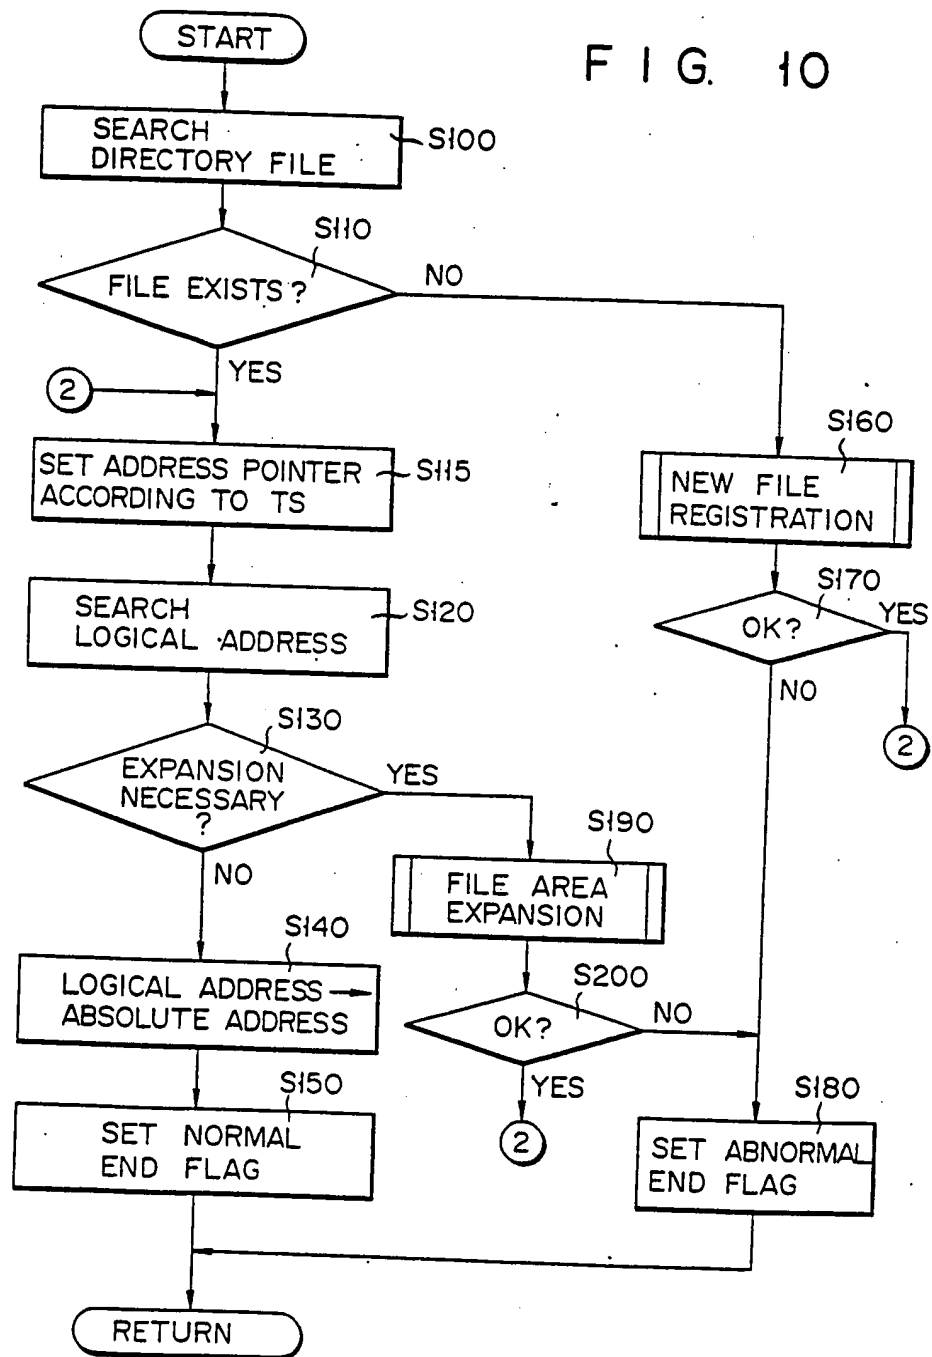 START
FIG. 10
SEARCH
DIRECTORY FILE
S100
S110
FILE EXISTS?
NO
YES
2
SET ADDRESS POINTER
ACCORDING TO TS
S115
S160
NEW FILE
REGISTRATION
SEARCH
LOGICAL ADDRESS
S120
S170
OK?
YES
NO
2
S130
EXPANSION
NECESSARY
?
YES
NO
S190
FILE AREA
EXPANSION
S140
LOGICAL ADDRESS →
ABSOLUTE ADDRESS
S200
OK?
NO
YES
2
S150
SET NORMAL
END FLAG
S180
SET ABNORMAL
END FLAG
RETURN